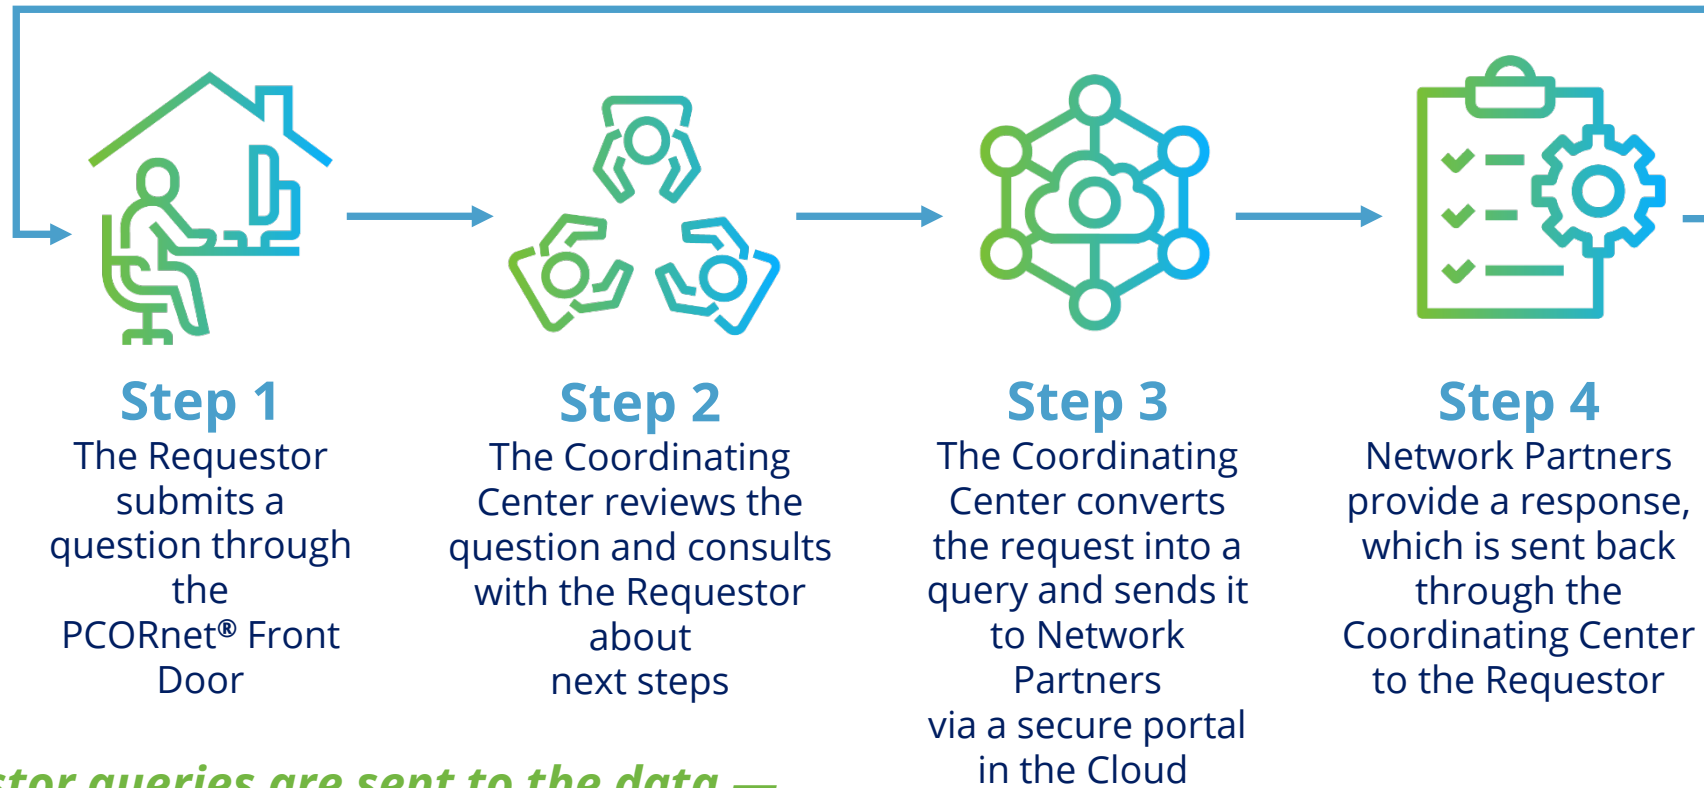 Step 1
The Requestor
submits a
question through
the
PCORnet® Front
Door
Step 2
The Coordinating
Center reviews the
question and consults
with the Requestor
about
next steps
Step 3
The Coordinating
Center converts
the request into a
query and sends it
to Network
Partners
via a secure portal
in the Cloud
Step 4
Network Partners
provide a response,
which is sent back
through the
Coordinating Center
to the Requestor
queries are sent to the data —